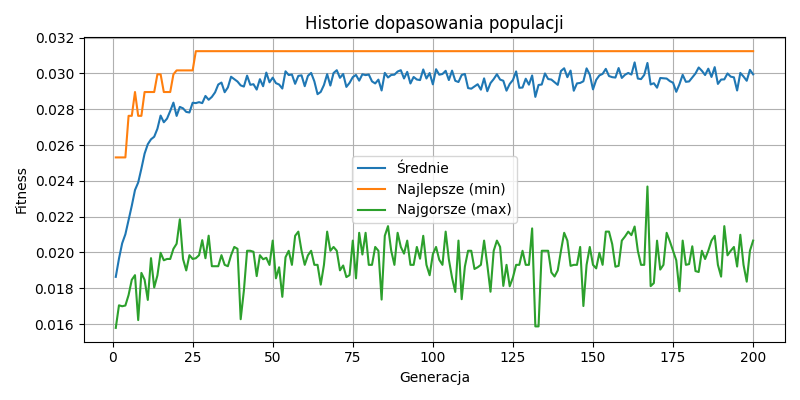 Historie dopasowania populacji
Fitness
0.032
0.030
0.028
0.026
0.024
0.022
0.020
0.018
0.016
Średnie
Najlepsze (min)
Najgorsze (max)
0 25 50 75 100 125 150 175 200
Generacja